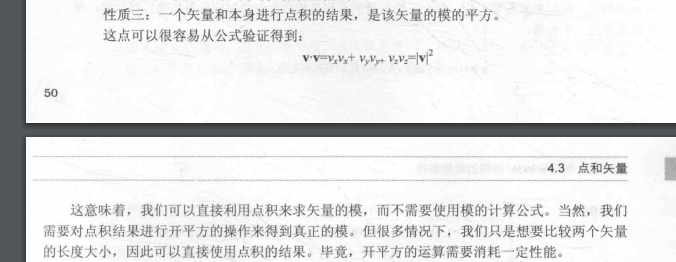 性质三：一个矢量和本身进行点积的结果，是该矢量的模的平方。
这点可以很容易从公式验证得到：
v·v=vₓvₓ+ vᵧvᵧ+ v_zv_z=|v|²
50
4.3 点和矢量
这意味着，我们可以直接利用点积来求矢量的模，而不需要使用模的计算公式。当然，我们
需要对点积结果进行开平方的操作来得到真正的模。但很多情况下，我们只是想要比较两个矢量
的长度大小，因此可以直接使用点积的结果。毕竟，开平方的运算需要消耗一定性能。